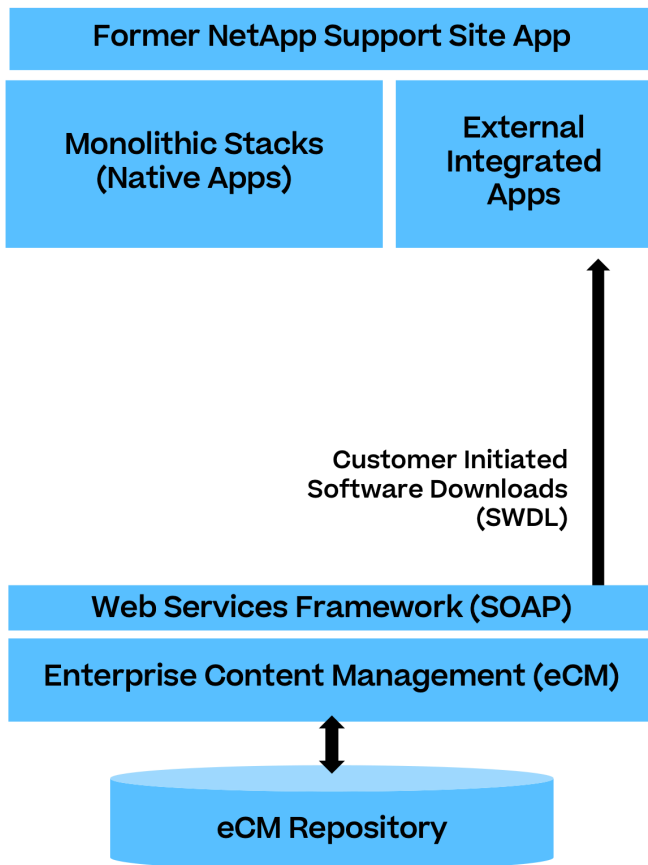 Former NetApp Support Site App
Monolithic Stacks
(Native Apps)
External
Integrated
Apps
Customer Initiated
Software Downloads
(SWDL)
Web Services Framework (SOAP)
Enterprise Content Management (eCM)
eCM Repository